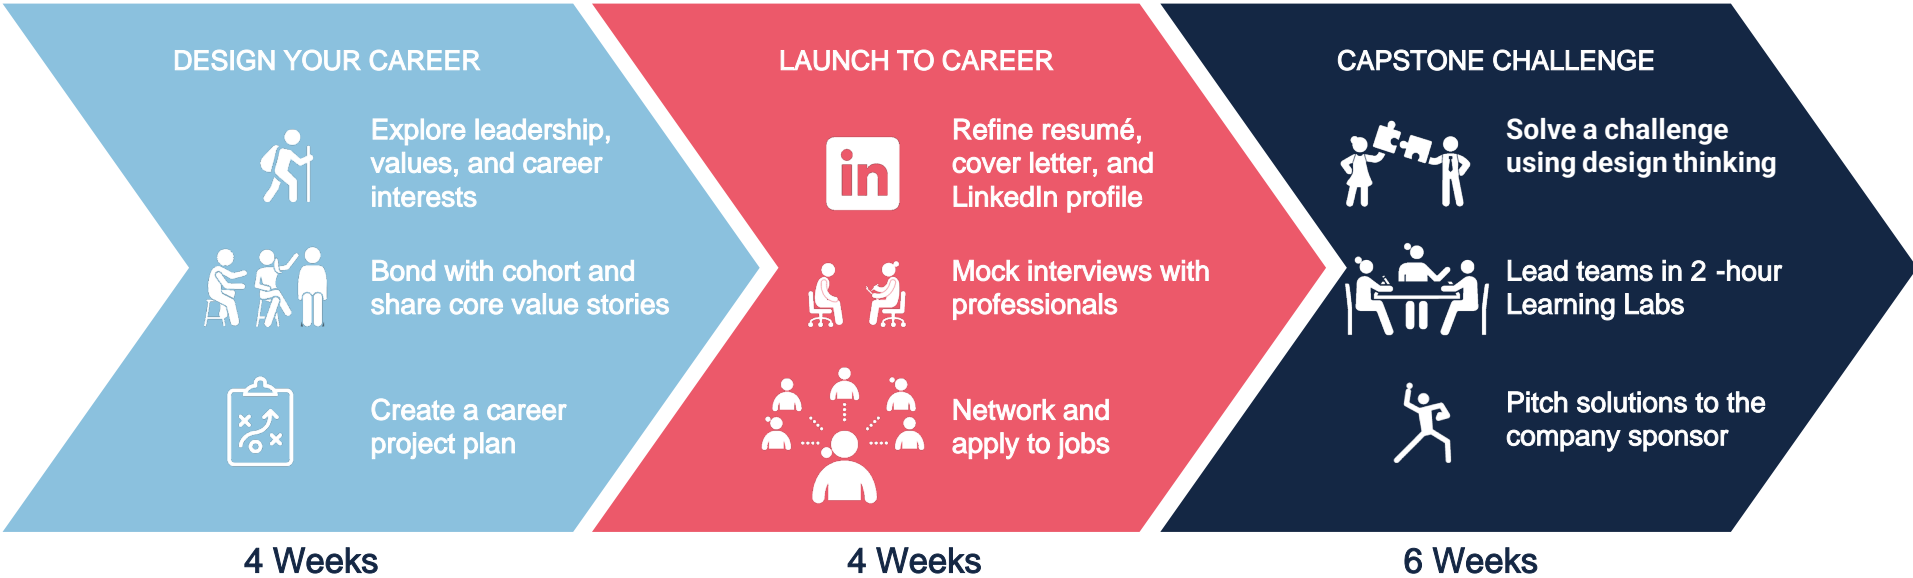 DESIGN YOUR CAREER
Explore leadership,
values, and career
interests
Bond with cohort and
share core value stories
Create a career
project plan
4 Weeks
LAUNCH TO CAREER
in
Refine resumé,
cover letter, and
LinkedIn profile
Mock interviews with
professionals
Network and
apply to jobs
4 Weeks
CAPSTONE CHALLENGE
Solve a challenge
using design thinking
Lead teams in 2 -hour
Learning Labs
Pitch solutions to the
company sponsor
6 Weeks